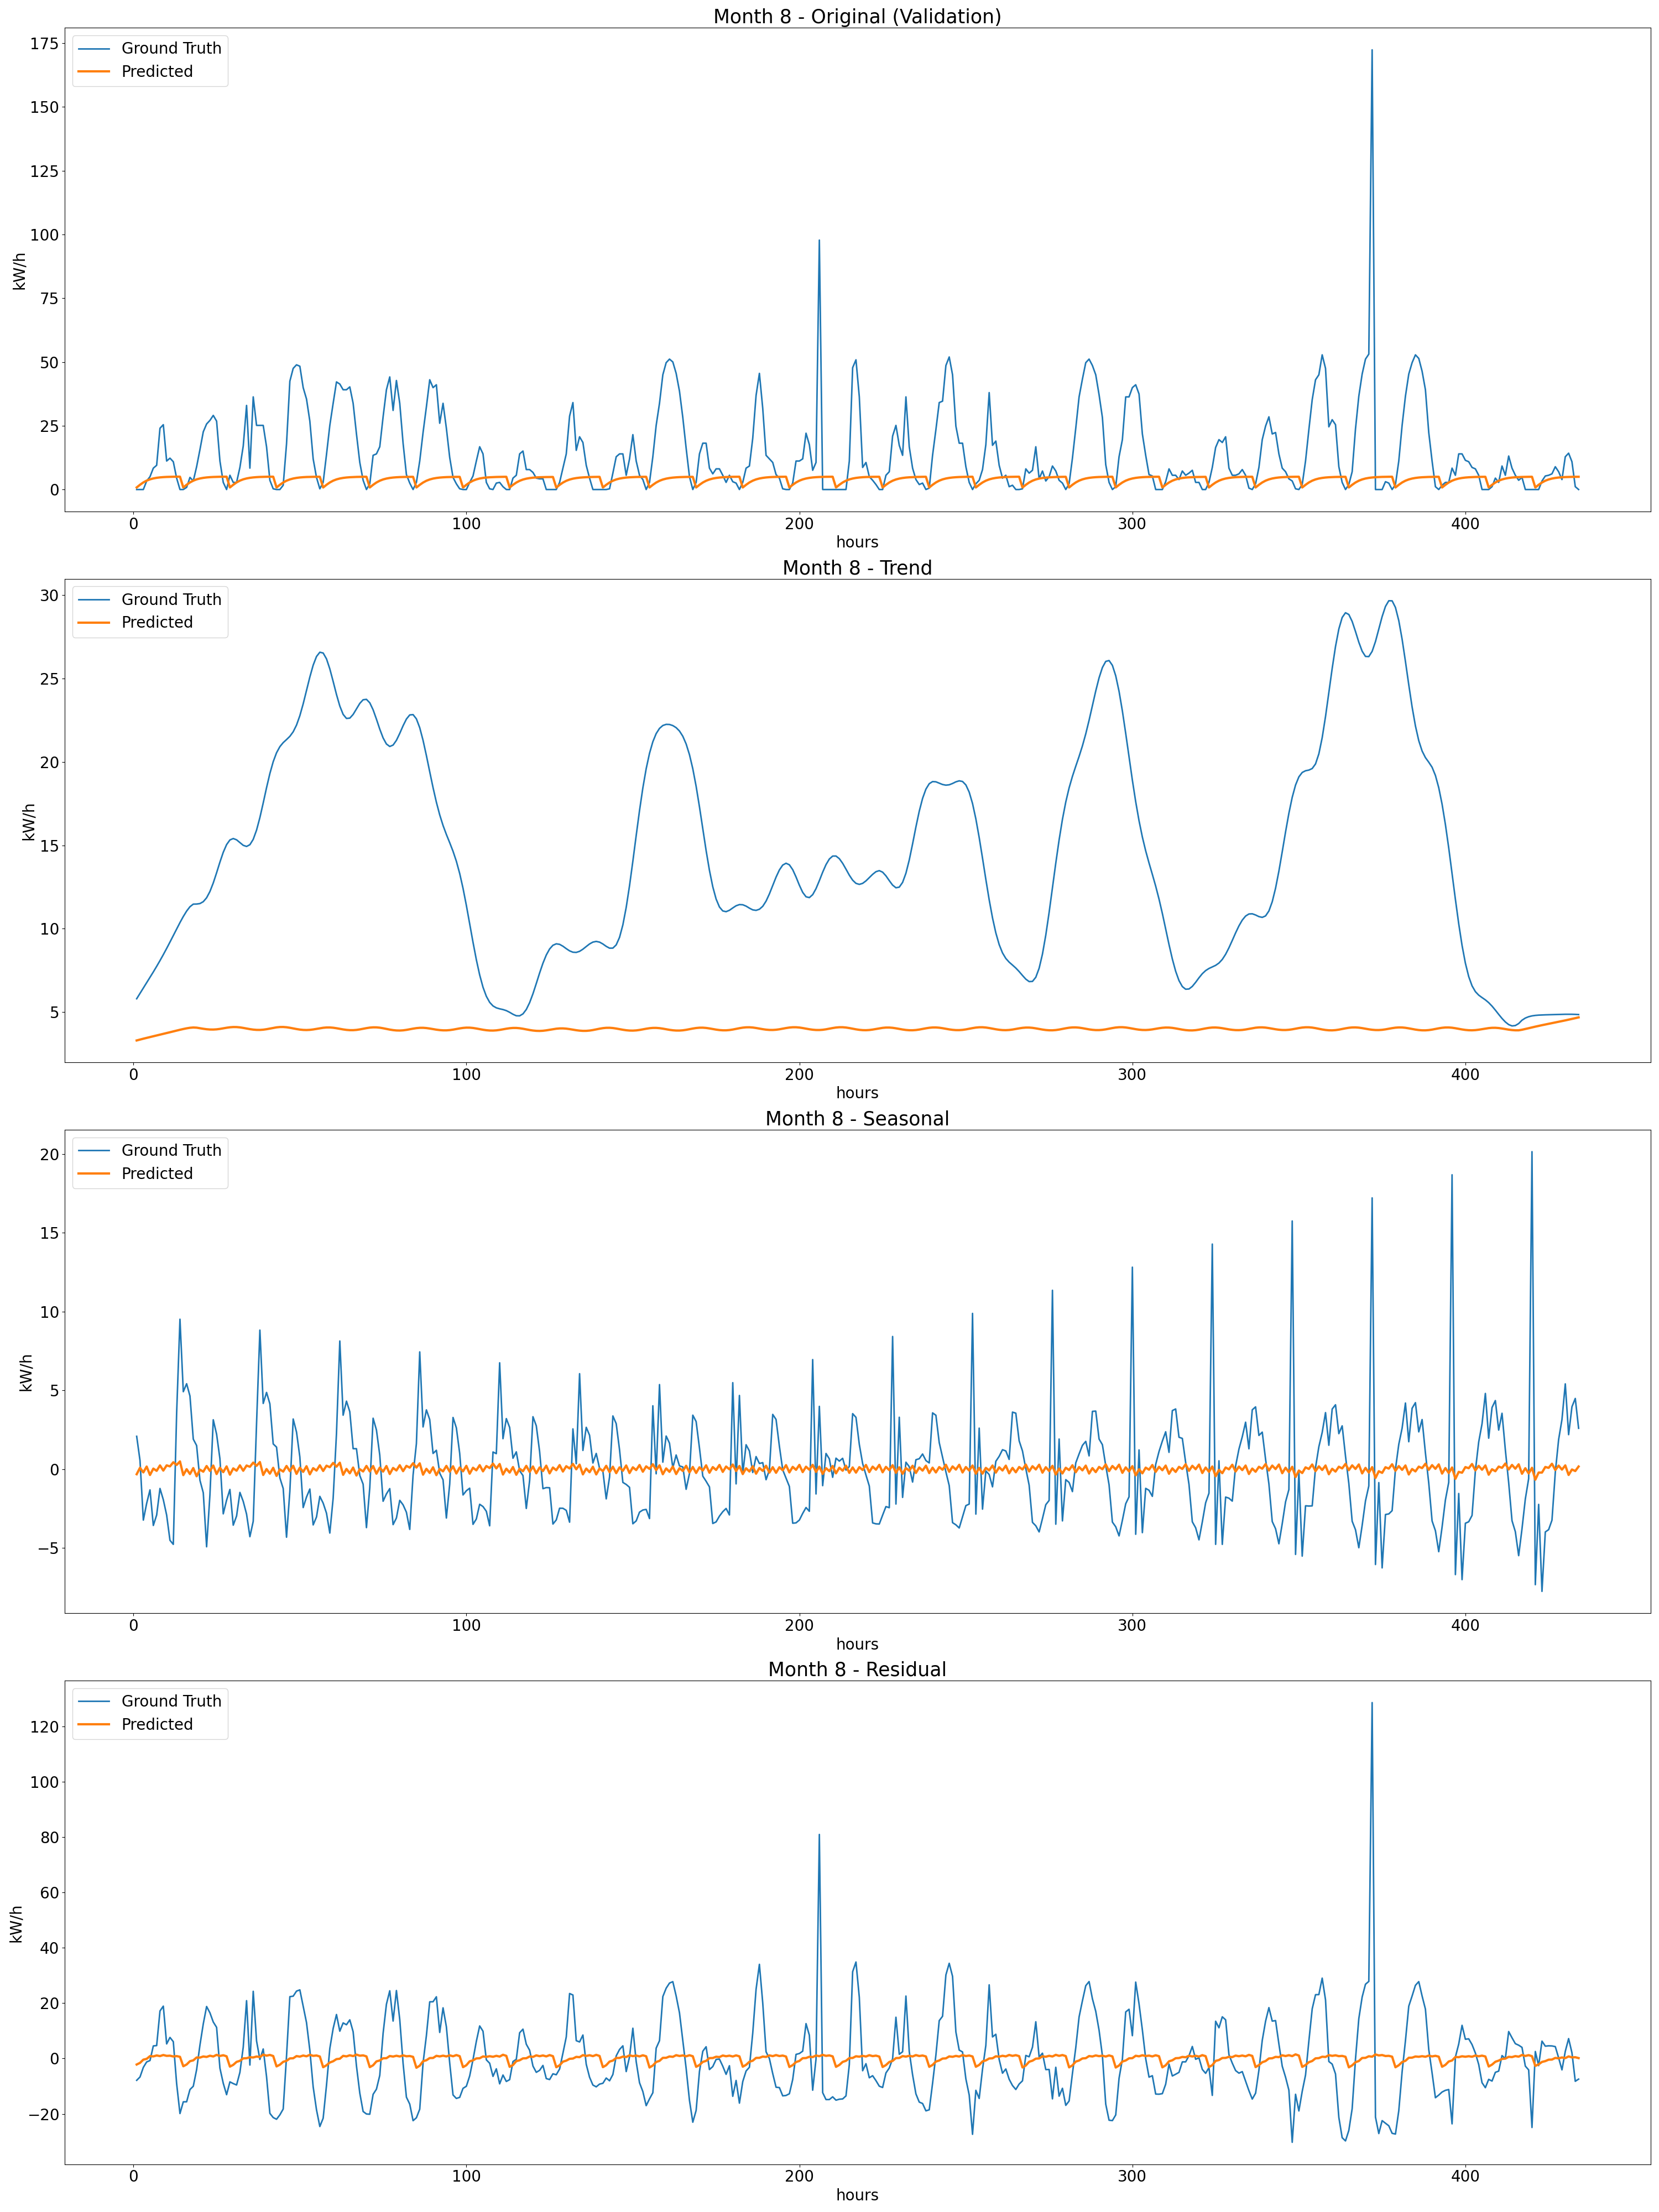 Month 8 - Original (Validation)
Ground Truth
Predicted
kW/h
175
150
125
100
75
50
25
0
0 100 200 300 400
hours
Month 8 - Trend
Ground Truth
Predicted
kW/h
30
25
20
15
10
5
0 100 200 300 400
hours
Month 8 - Seasonal
Ground Truth
Predicted
kW/h
20
15
10
5
0
−5
0 100 200 300 400
hours
Month 8 - Residual
Ground Truth
Predicted
kW/h
120
100
80
60
40
20
0
−20
0 100 200 300 400
hours